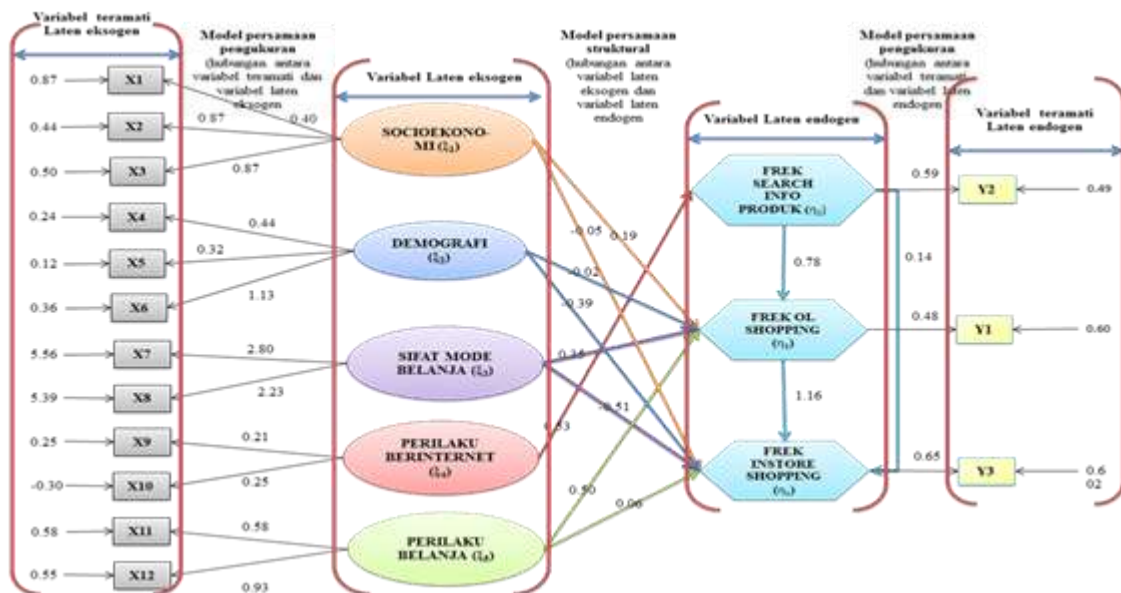 Variabel teramati
Laten eksogen
Model persamaan
pengukuran
(hubungan antara
variabel teramati dan
variabel laten
eksogen
Variabel Laten eksogen
Model persamaan
struktural
(hubungan antara
variabel laten
eksogen dan
variabel laten
endogen
Variabel Laten endogen
Model persamaan
pengukuran
(hubungan antara
variabel teramati
dan variabel laten
endogen
Variabel teramati
Laten endogen
0.87
X1
0.40
0.44
X2
0.87
0.50
X3
0.87
0.24
X4
0.44
0.12
X5
0.32
0.36
X6
1.13
5.56
X7
2.80
5.39
X8
2.23
0.25
X9
0.21
-0.30
X10
0.25
0.58
X11
0.58
0.55
X12
0.93
SOCIOEKONO-
MI
DEMOGRAFI
SIFAT MODE
BELANJA
PERILAKU
BERINTERNET
PERILAKU
BELANJA
-0.05
0.19
-0.02
-0.39
-0.51
0.50
0.06
FREK
SEARCH
INFO
PRODUK
0.78
0.14
FREK OL
SHOPPING
1.16
FREK
INSTORE
SHOPPING
0.59
Y2
0.49
0.48
Y1
0.60
0.65
Y3
0.6
02